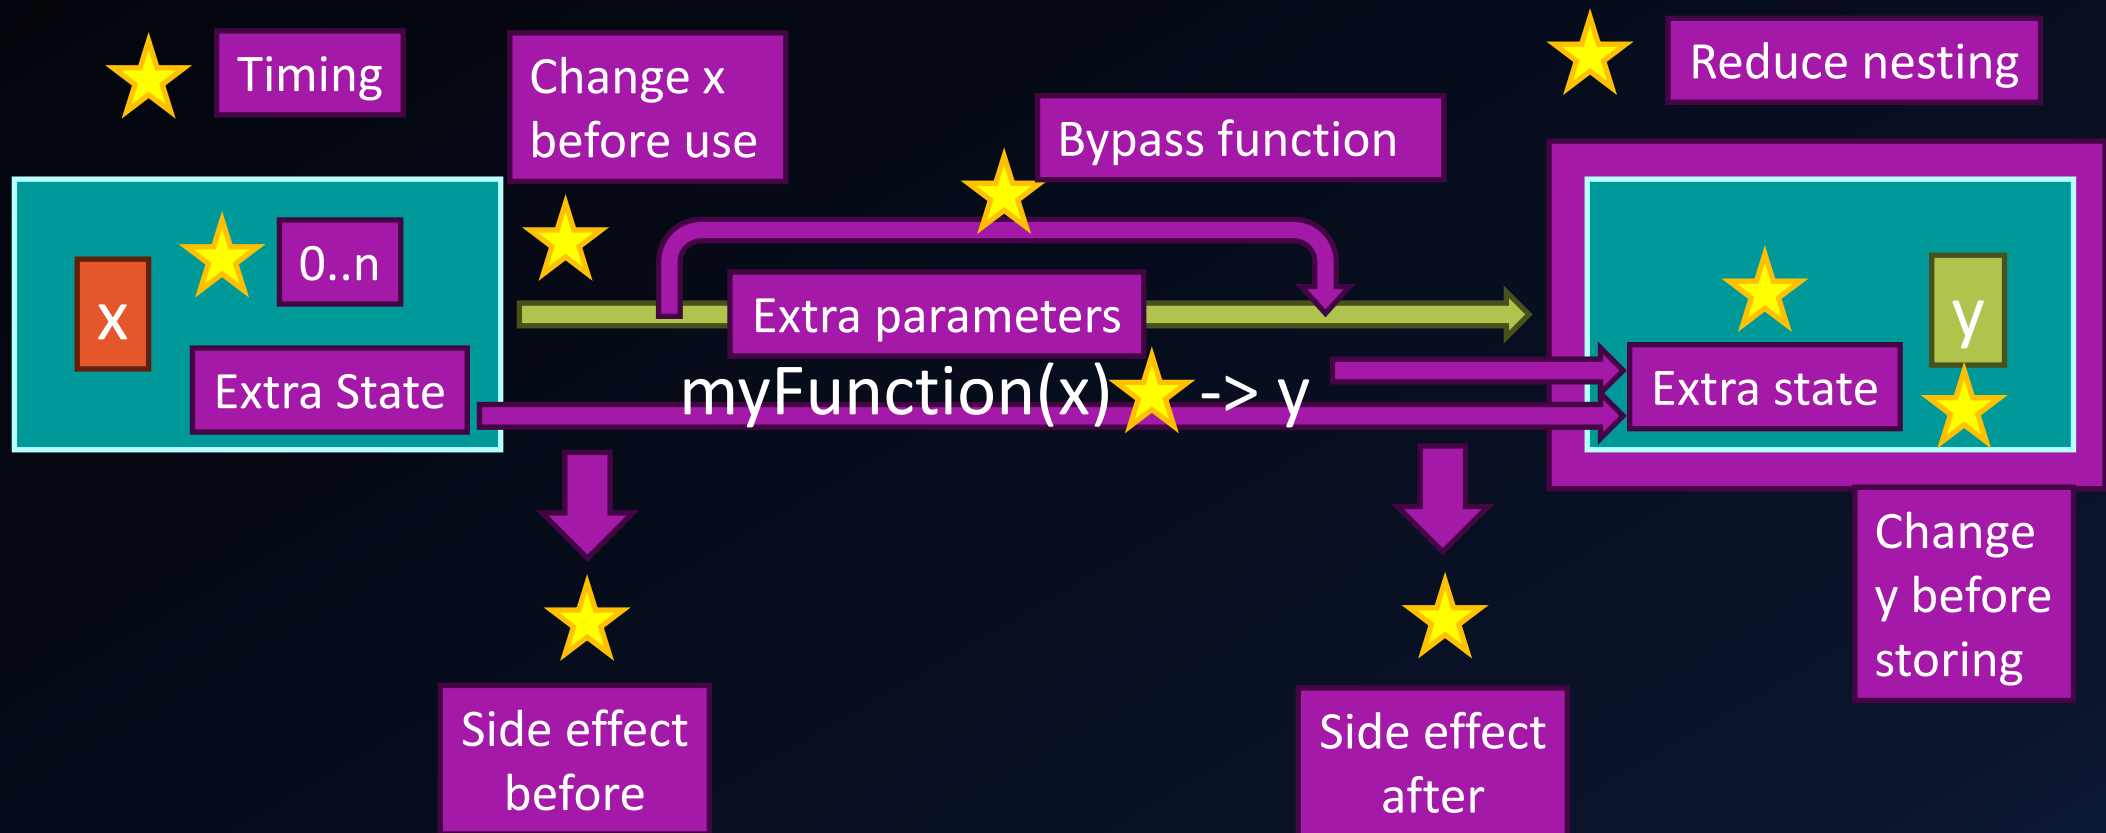 Timing
Change x
before use
Reduce nesting
Bypass function
0..n
x
Extra parameters
y
Extra State
myFunction(x) -> y
Extra state
Change
y before
storing
Side effect
before
Side effect
after